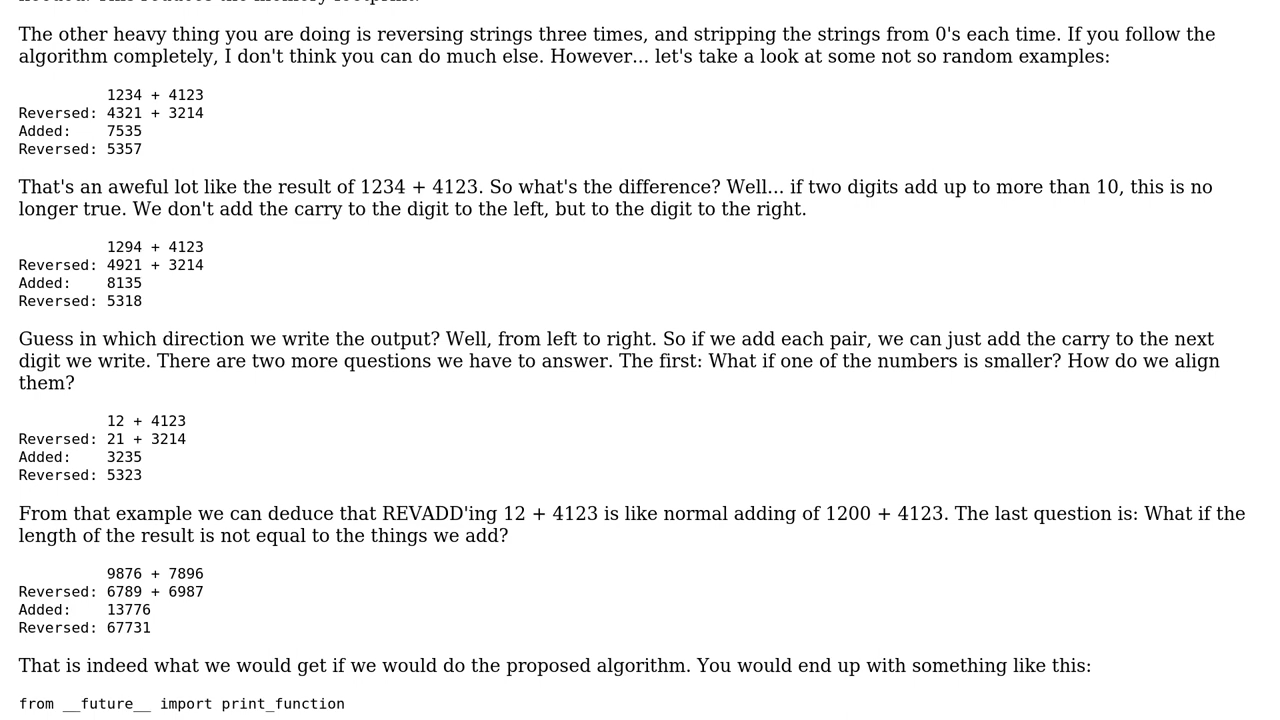 The other heavy thing you are doing is reversing strings three times, and stripping the strings from 0's each time. If you follow the
algorithm completely, I don't think you can do much else. However... let's take a look at some not so random examples:
1234 + 4123
Reversed: 4321 + 3214
Added:    7535
Reversed: 5357
That's an aweful lot like the result of 1234 + 4123. So what's the difference? Well... if two digits add up to more than 10, this is no
longer true. We don't add the carry to the digit to the left, but to the digit to the right.
1294 + 4123
Reversed: 4921 + 3214
Added:    8135
Reversed: 5318
Guess in which direction we write the output? Well, from left to right. So if we add each pair, we can just add the carry to the next
digit we write. There are two more questions we have to answer. The first: What if one of the numbers is smaller? How do we align
them?
12 + 4123
Reversed: 21 + 3214
Added:    3235
Reversed: 5323
From that example we can deduce that REVADD'ing 12 + 4123 is like normal adding of 1200 + 4123. The last question is: What if the
length of the result is not equal to the things we add?
9876 + 7896
Reversed: 6789 + 6987
Added:    13776
Reversed: 67731
That is indeed what we would get if we would do the proposed algorithm. You would end up with something like this:
from __future__ import print_function